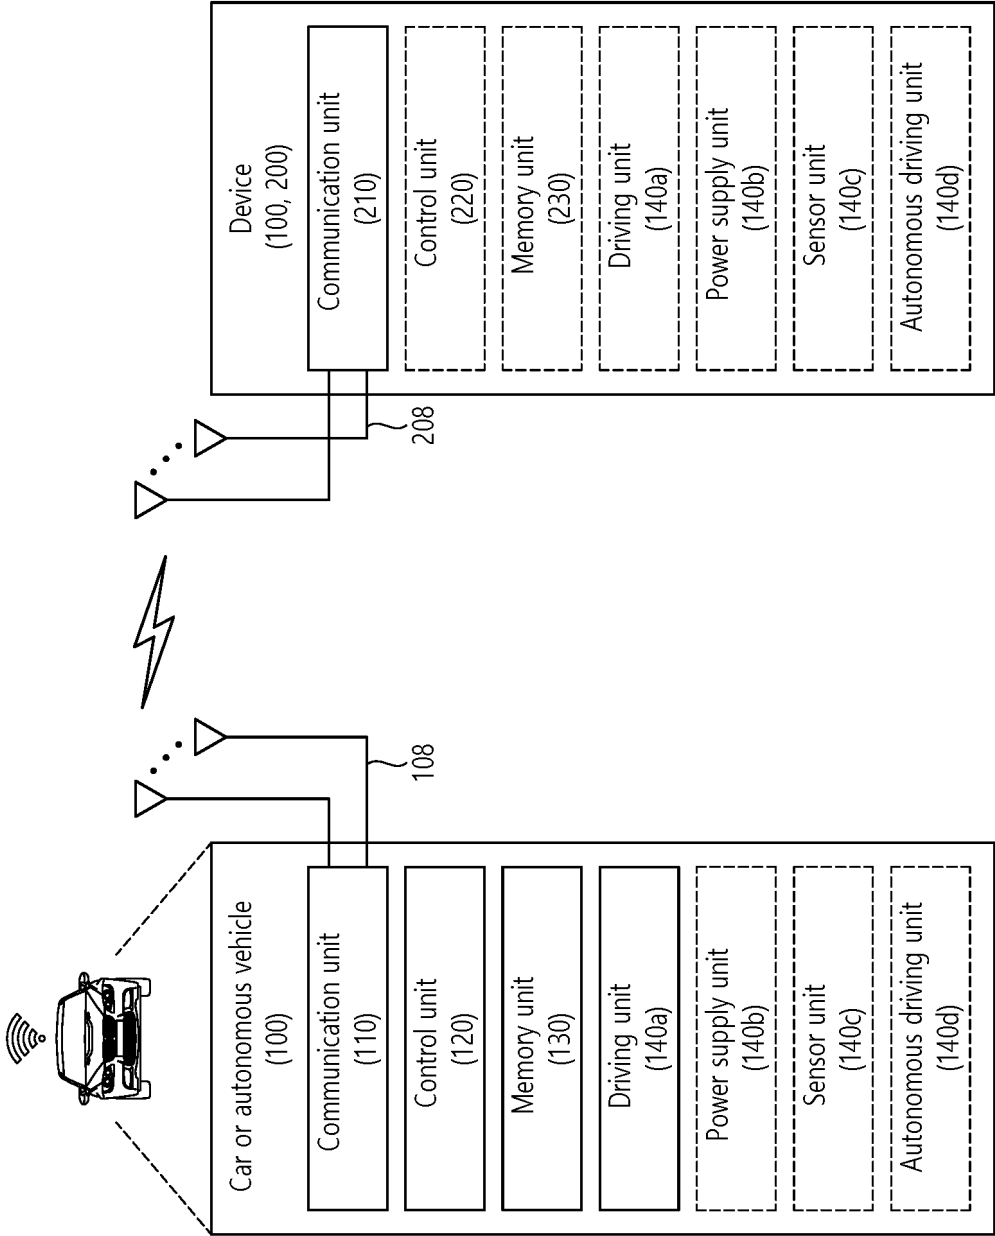 Car or autonomous vehicle
(100)
Communication unit
(110)
Control unit
(120)
Memory unit
(130)
Driving unit
(140a)
Power supply unit
(140b)
Sensor unit
(140c)
Autonomous driving unit
(140d)
108
208
Device
(100, 200)
Communication unit
(210)
Control unit
(220)
Memory unit
(230)
Driving unit
(140a)
Power supply unit
(140b)
Sensor unit
(140c)
Autonomous driving unit
(140d)